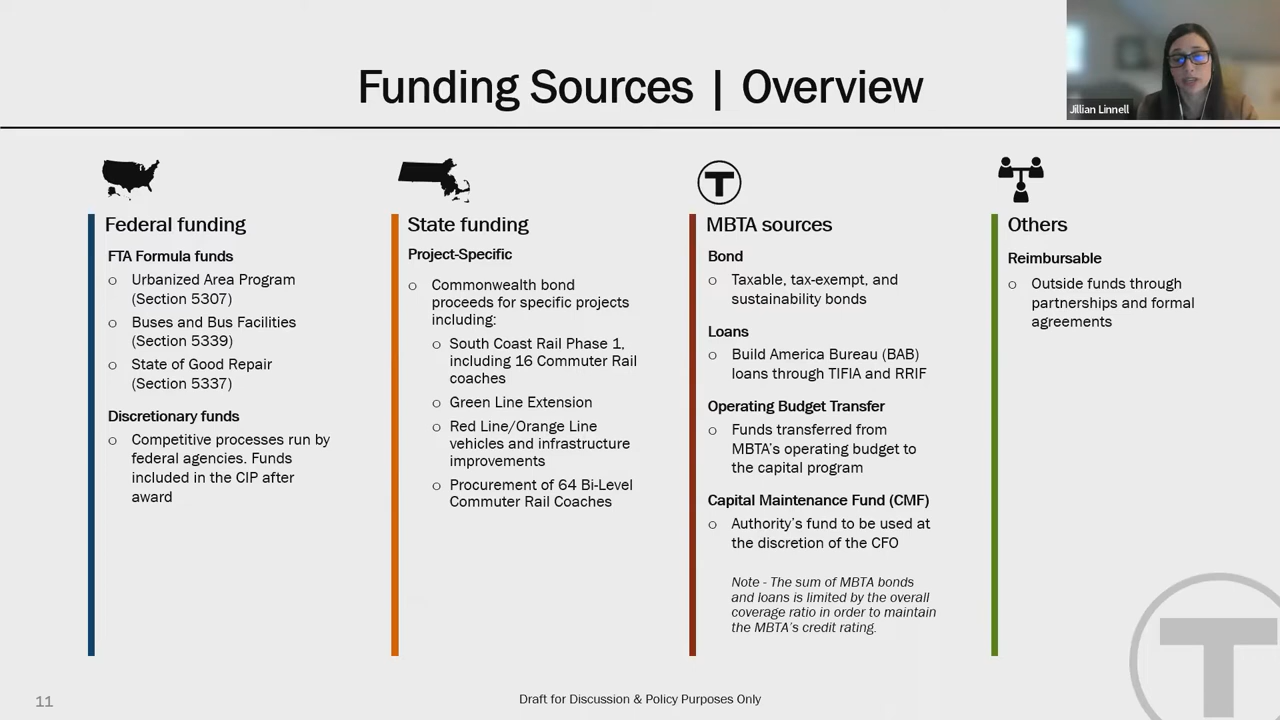 Funding Sources | Overview
Jillian Linnell
Federal funding
FTA Formula funds
o Urbanized Area Program
(Section 5307)
o Buses and Bus Facilities
(Section 5339)
o State of Good Repair
(Section 5337)
Discretionary funds
o Competitive processes run by
federal agencies. Funds
included in the CIP after
award
State funding
Project-Specific
o Commonwealth bond
proceeds for specific projects
including:
o South Coast Rail Phase 1,
including 16 Commuter Rail
coaches
o Green Line Extension
o Red Line/Orange Line
vehicles and infrastructure
improvements
o Procurement of 64 Bi-Level
Commuter Rail Coaches
T
MBTA sources
Bond
o Taxable, tax-exempt, and
sustainability bonds
Loans
o Build America Bureau (BAB)
loans through TIFIA and RRIF
Operating Budget Transfer
o Funds transferred from
MBTA's operating budget to
the capital program
Capital Maintenance Fund (CMF)
o Authority's fund to be used at
the discretion of the CFO
Note - The sum of MBTA bonds
and loans is limited by the overall
coverage ratio in order to maintain
the MBTA's credit rating.
Others
Reimbursable
o Outside funds through
partnerships and formal
agreements
T
11
Draft for Discussion & Policy Purposes Only